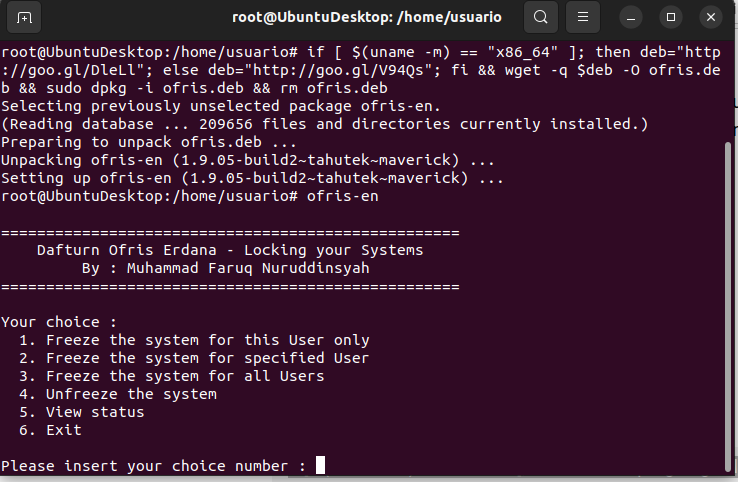 root@UbuntuDesktop: /home/usuario
root@UbuntuDesktop:/home/usuario# if [ $(uname -m) == "x86_64" ]; then deb="http
://goo.gl/DleLl"; else deb="http://goo.gl/V94Qs"; fi && wget -q $deb -O ofris.de
b && sudo dpkg -i ofris.deb && rm ofris.deb
Selecting previously unselected package ofris-en.
(Reading database ... 209656 files and directories currently installed.)
Preparing to unpack ofris.deb ...
Unpacking ofris-en (1.9.05-build2~tahutek~maverick) ...
Setting up ofris-en (1.9.05-build2~tahutek~maverick) ...
root@UbuntuDesktop:/home/usuario# ofris-en
===================================================
Dafturn Ofris Erdana - Locking your Systems
By : Muhammad Faruq Nuruddinsyah
===================================================
Your choice :
1. Freeze the system for this User only
2. Freeze the system for specified User
3. Freeze the system for all Users
4. Unfreeze the system
5. View status
6. Exit
Please insert your choice number :